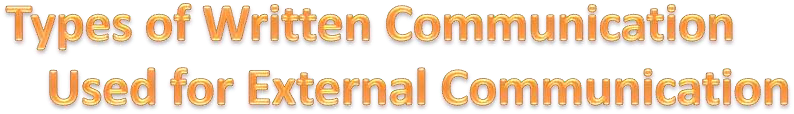 Types of Written Communication
Used for External Communication